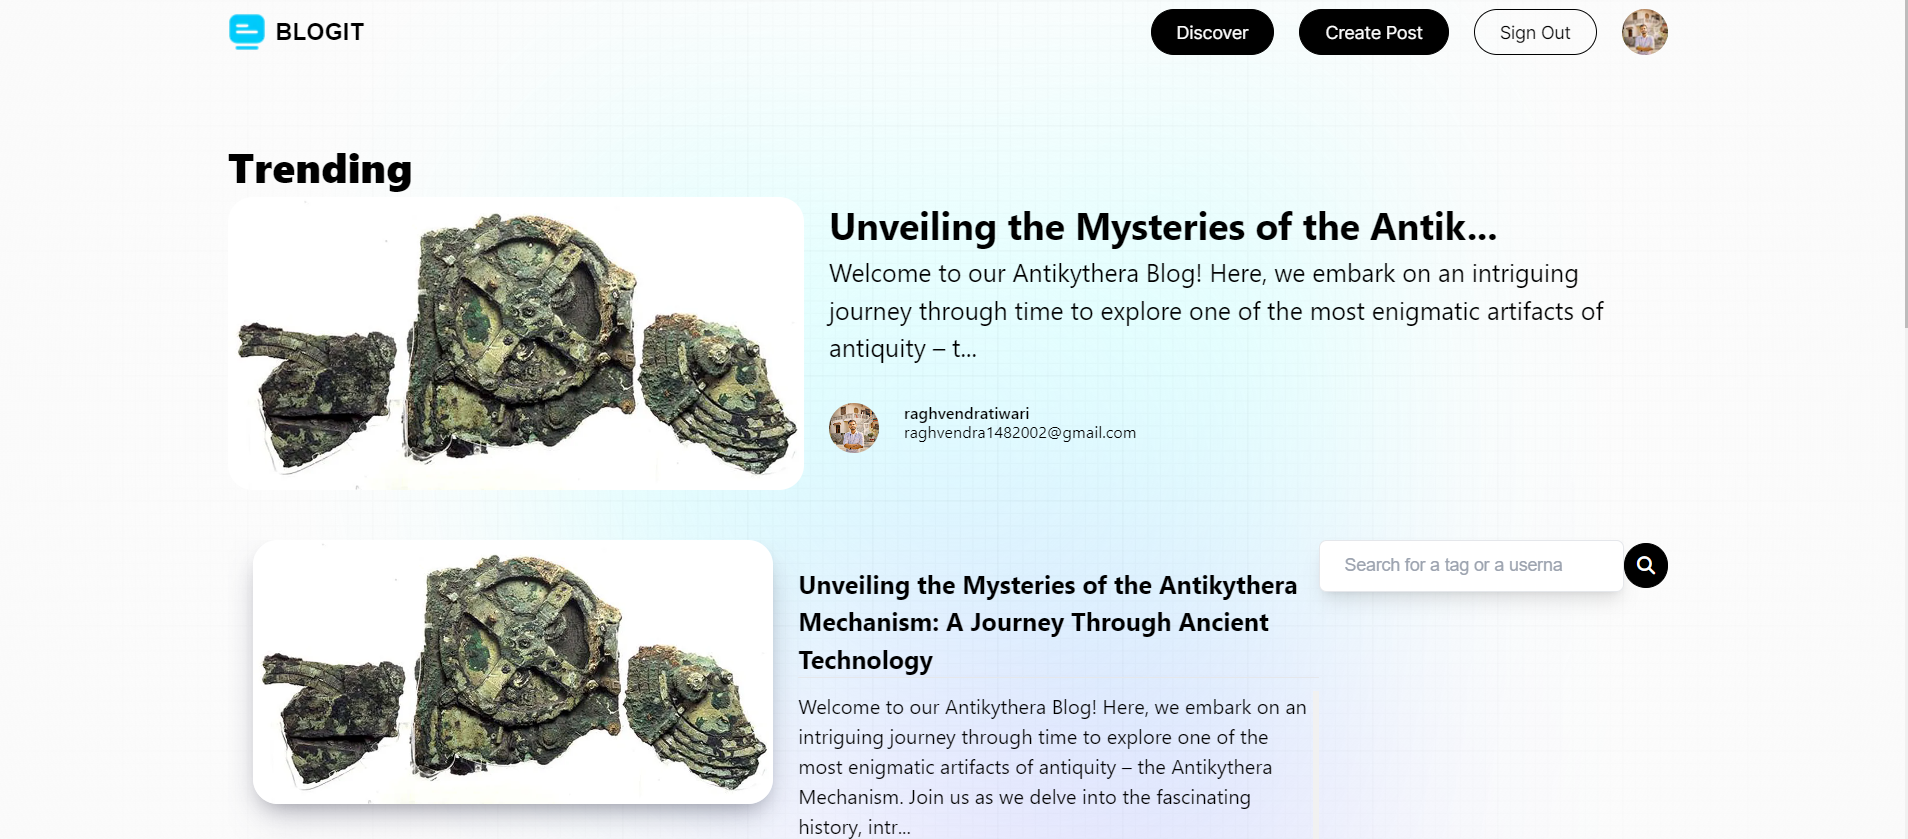 BLOGIT
Discover
Create Post
Sign Out
Trending
Unveiling the Mysteries of the Antik...
Welcome to our Antikythera Blog! Here, we embark on an intriguing
journey through time to explore one of the most enigmatic artifacts of
antiquity – t...
raghvendratiwari
raghvendra1482002@gmail.com
Search for a tag or a userna
Unveiling the Mysteries of the Antikythera
Mechanism: A Journey Through Ancient
Technology
Welcome to our Antikythera Blog! Here, we embark on an
intriguing journey through time to explore one of the
most enigmatic artifacts of antiquity – the Antikythera
Mechanism. Join us as we delve into the fascinating
history, intr...